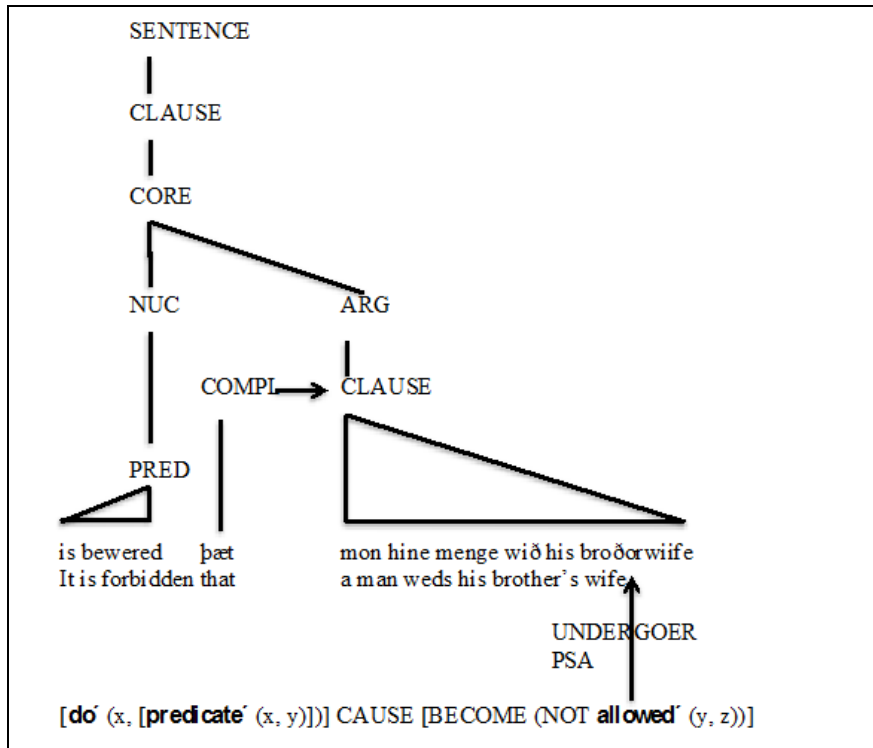 SENTENCE
CLAUSE
CORE
NUC ARG
COMPL CLAUSE
PRED
is bewered þæt mon hine menge wið his broðorwiife
It is forbidden that a man weds his brother's wife
UNDERGOER
PSA
[do´ (x, [predicate´ (x, y)])] CAUSE [BECOME (NOT allowed´ (y, z))]